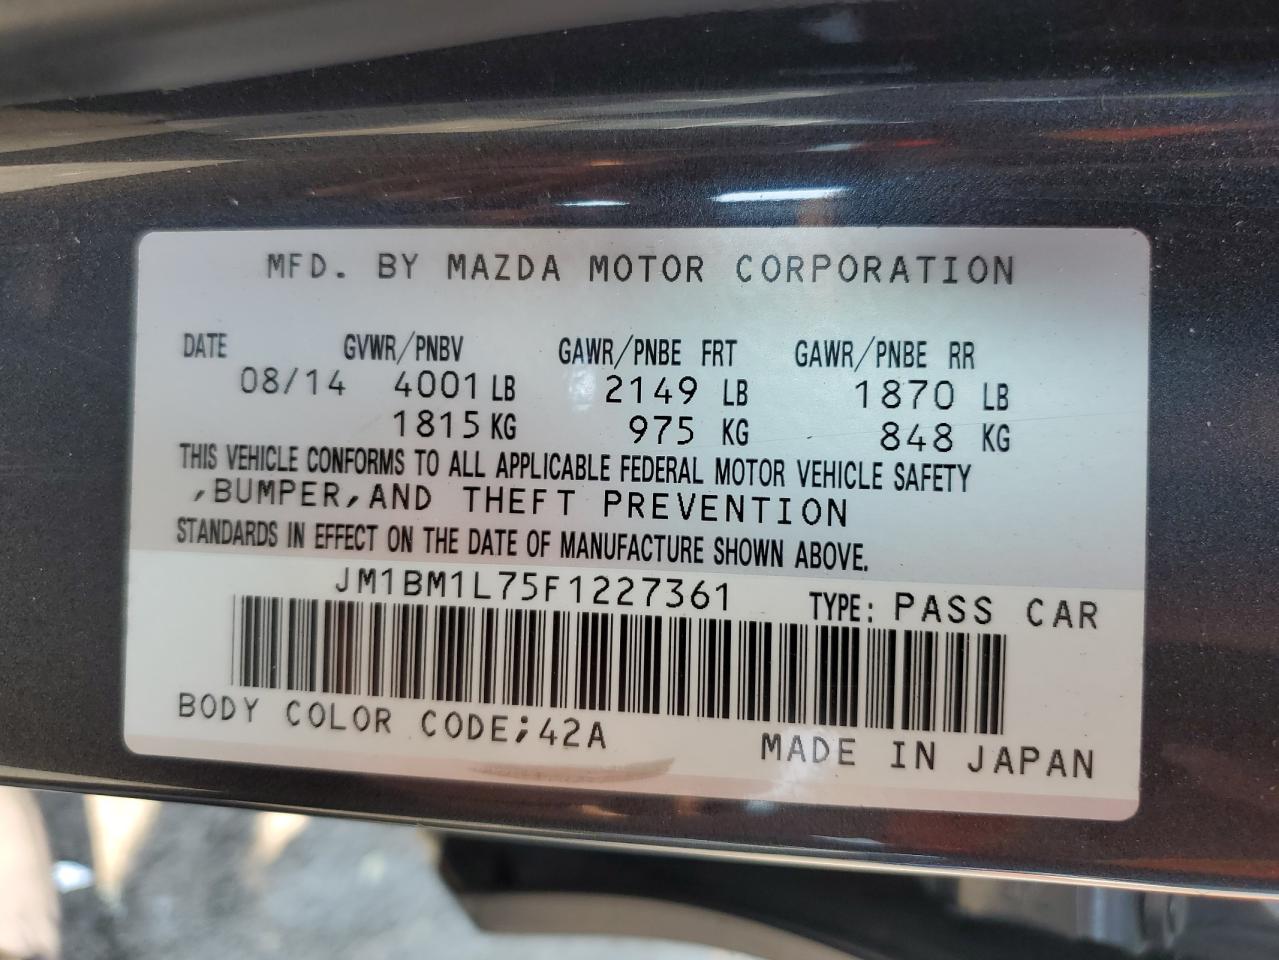 MFD. BY MAZDA MOTOR CORPORATION
DATE GVWR/PNBV GAWR/PNBE FRT GAWR/PNBE RR
08/14 4001 LB 2149 LB 1870 LB
1815 KG 975 KG 848 KG
THIS VEHICLE CONFORMS TO ALL APPLICABLE FEDERAL MOTOR VEHICLE SAFETY
,BUMPER,AND THEFT PREVENTION
STANDARDS IN EFFECT ON THE DATE OF MANUFACTURE SHOWN ABOVE.
JM1BM1L75F1227361 TYPE: PASS CAR
BODY COLOR CODE;42A
MADE IN JAPAN